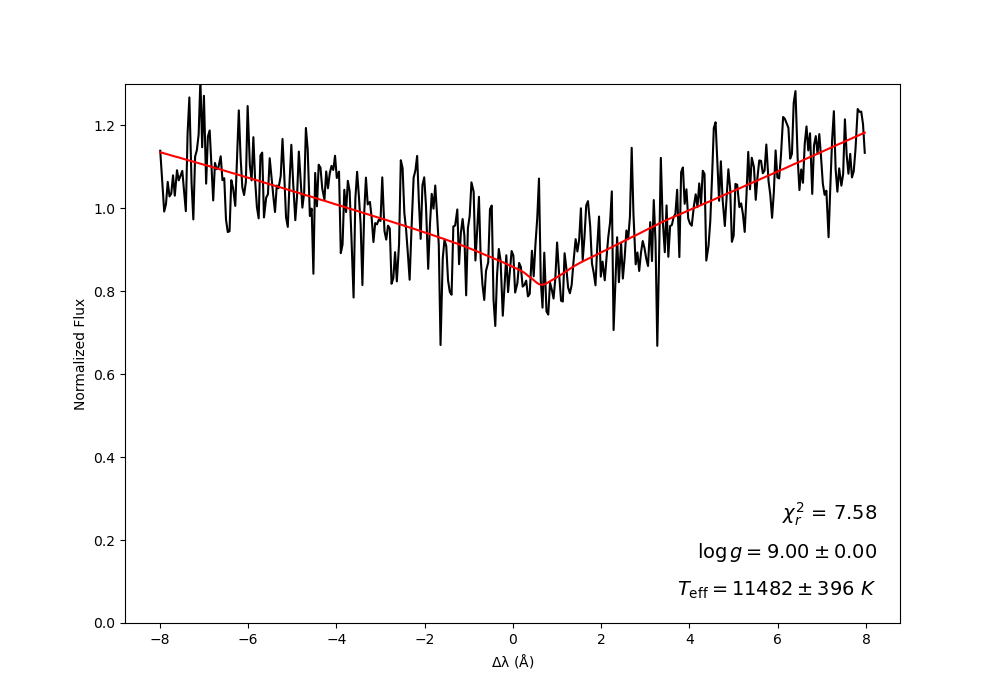 1.2
1.0
0.8
0.6
0.4
0.2
0.0
Normalized Flux
χ²ᵣ = 7.58
log g = 9.00 ± 0.00
T_eff = 11482 ± 396 K
−8 −6 −4 −2 0 2 4 6 8
Δλ (Å)